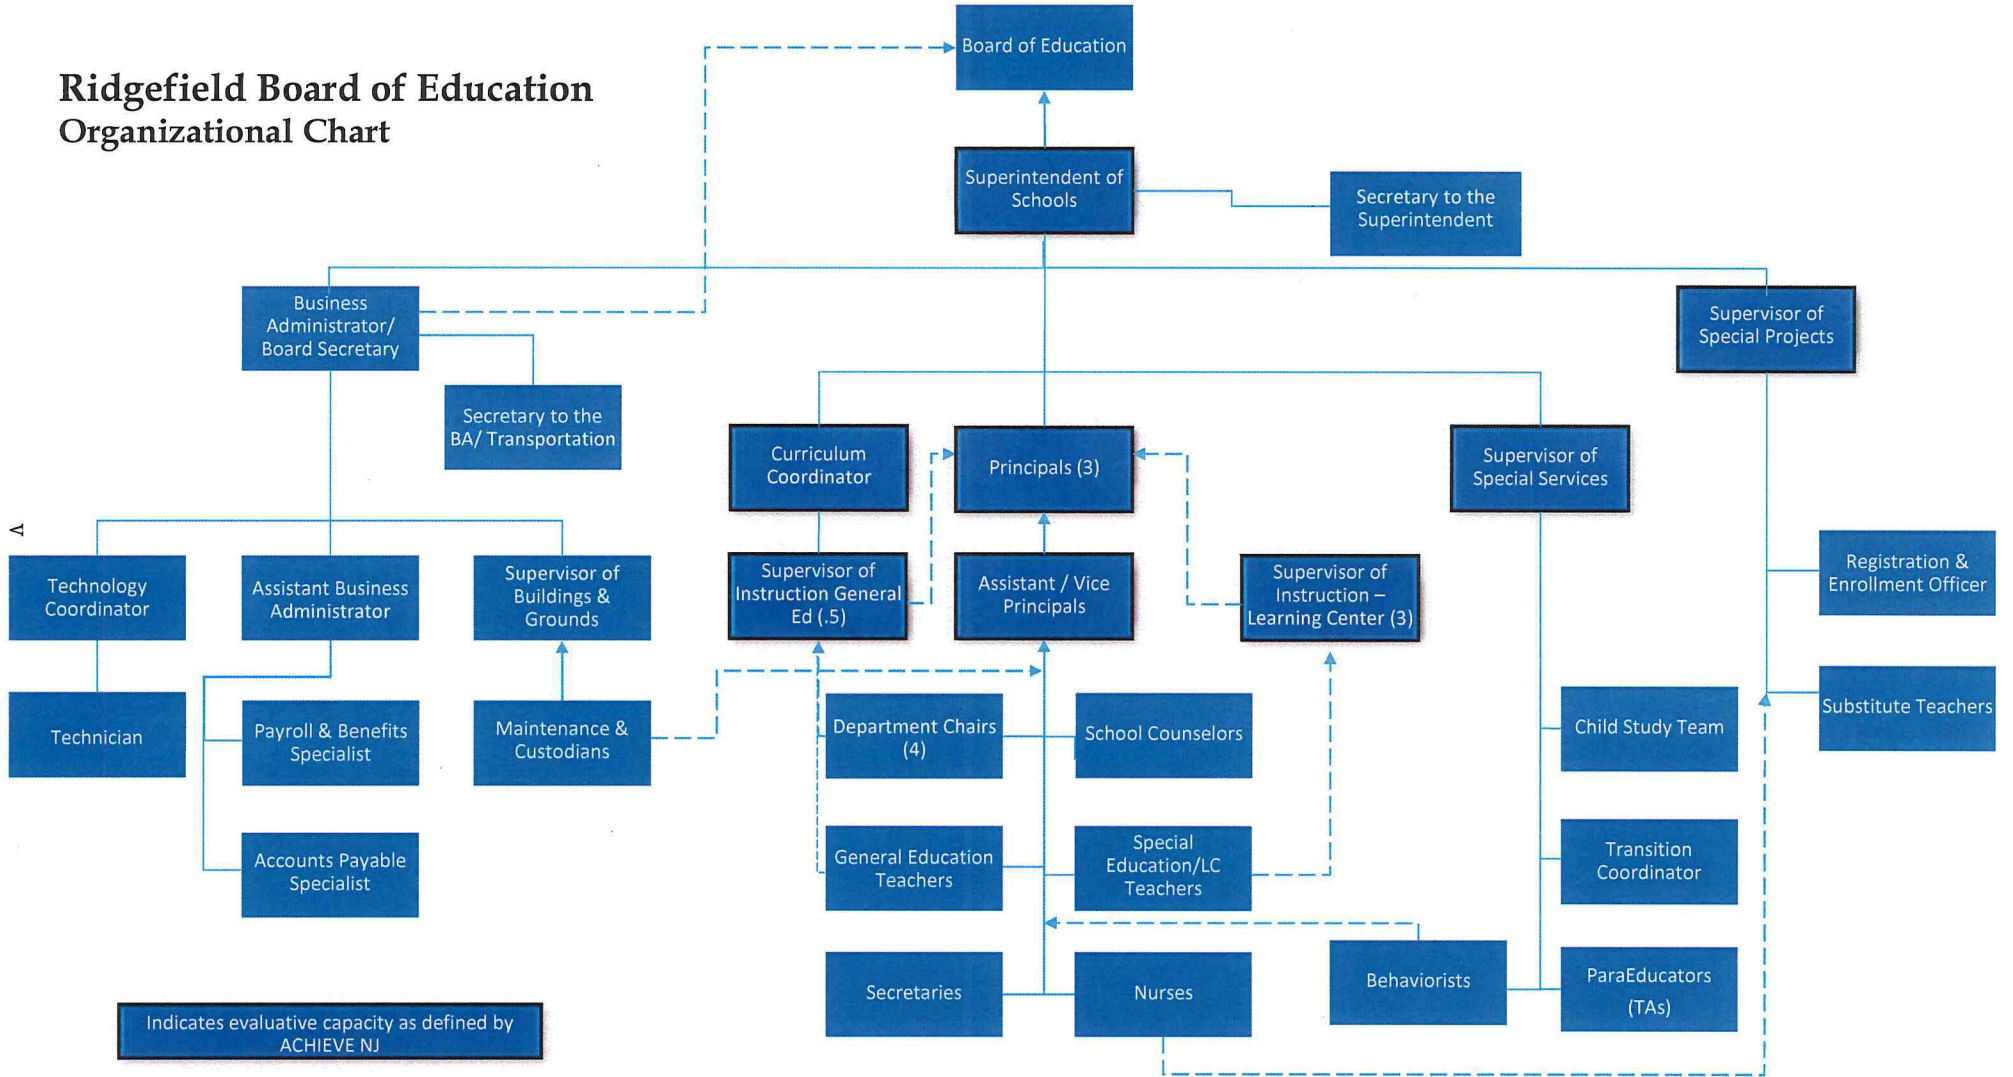 Ridgefield Board of Education
Organizational Chart
Board of Education
Superintendent of
Schools
Secretary to the
Superintendent
Business
Administrator/
Board Secretary
Supervisor of
Special Projects
Secretary to the
BA/ Transportation
Curriculum
Coordinator
Principals (3)
Supervisor of
Special Services
Technology
Coordinator
Assistant Business
Administrator
Supervisor of
Buildings &
Grounds
Supervisor of
Instruction General
Ed (.5)
Assistant / Vice
Principals
Supervisor of
Instruction –
Learning Center (3)
Registration &
Enrollment Officer
Technician
Payroll & Benefits
Specialist
Maintenance &
Custodians
Department Chairs
(4)
School Counselors
Child Study Team
Substitute Teachers
Accounts Payable
Specialist
General Education
Teachers
Special
Education/LC
Teachers
Transition
Coordinator
Secretaries
Nurses
Behaviorists
ParaEducators
(TAs)
Indicates evaluative capacity as defined by
ACHIEVE NJ